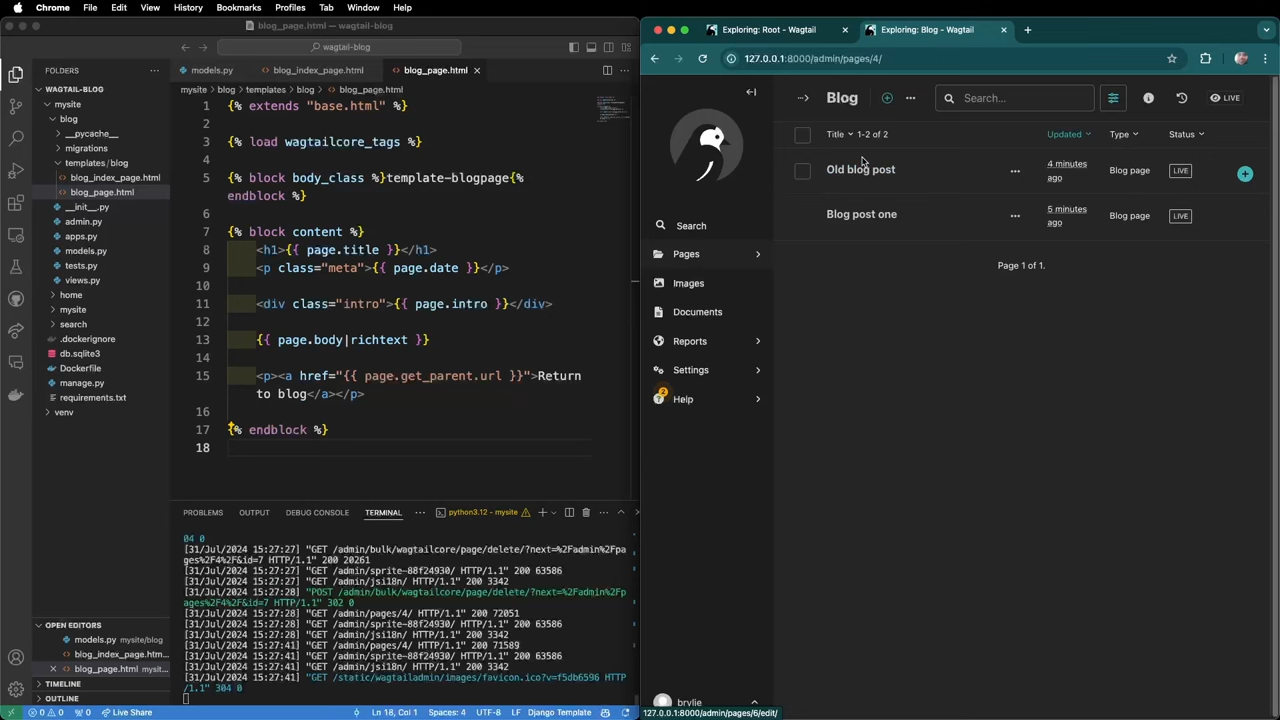 Chrome File Edit View History Bookmarks Profiles Tab Window Help
blog_page.html — wagtail-blog
wagtail-blog
FOLDERS
WAGTAIL-BLOG
mysite
blog
__pycache__
migrations
templates/blog
blog_index_page.html
blog_page.html
__init__.py
admin.py
apps.py
models.py
tests.py
views.py
home
mysite
search
.dockerignore
db.sqlite3
Dockerfile
manage.py
requirements.txt
venv
OPEN EDITORS
models.py mysite/blog
blog_index_page.htm...
blog_page.html mysit...
TIMELINE
OUTLINE
models.py blog_index_page.html blog_page.html
mysite > blog > templates > blog > blog_page.html
1 {% extends "base.html" %}
2
3 {% load wagtailcore_tags %}
4
5 {% block body_class %}template-blogpage{%
endblock %}
6
7 {% block content %}
8 <h1>{{ page.title }}</h1>
9 <p class="meta">{{ page.date }}</p>
10
11 <div class="intro">{{ page.intro }}</div>
12
13 {{ page.body|richtext }}
14
15 <p><a href="{{ page.get_parent.url }}">Return
to blog</a></p>
16
17 {% endblock %}
18
PROBLEMS OUTPUT DEBUG CONSOLE TERMINAL python3.12 - mysite
04 0
[31/Jul/2024 15:27:27] "GET /admin/bulk/wagtailcore/page/delete/?next=%2Fadmin%2Fpa
ges%2F4%2F&id=7 HTTP/1.1" 200 20261
[31/Jul/2024 15:27:27] "GET /admin/sprite-88f24930/ HTTP/1.1" 200 63586
[31/Jul/2024 15:27:27] "GET /admin/jsi18n/ HTTP/1.1" 200 3342
[31/Jul/2024 15:27:28] "POST /admin/bulk/wagtailcore/page/delete/?next=%2Fadmin%2Fp
ages%2F4%2F&id=7 HTTP/1.1" 302 0
[31/Jul/2024 15:27:28] "GET /admin/pages/4/ HTTP/1.1" 200 72051
[31/Jul/2024 15:27:28] "GET /admin/sprite-88f24930/ HTTP/1.1" 200 63586
[31/Jul/2024 15:27:28] "GET /admin/jsi18n/ HTTP/1.1" 200 3342
[31/Jul/2024 15:27:41] "GET /admin/pages/4/ HTTP/1.1" 200 71589
[31/Jul/2024 15:27:41] "GET /admin/sprite-88f24930/ HTTP/1.1" 200 63586
[31/Jul/2024 15:27:41] "GET /admin/jsi18n/ HTTP/1.1" 200 3342
[31/Jul/2024 15:27:41] "GET /static/wagtailadmin/images/favicon.ico?v=f5db6596 HTTP
/1.1" 304 0
0 0 0 Live Share Ln 18, Col 1 Spaces: 4 UTF-8 LF Django Template
Exploring: Root - Wagtail Exploring: Blog - Wagtail
127.0.0.1:8000/admin/pages/4/
Search
Pages
Images
Documents
Reports
Settings
2
Help
brylie
Blog Search... LIVE
Title 1-2 of 2 Updated Type Status
Old blog post 4 minutes ago Blog page LIVE
Blog post one 5 minutes ago Blog page LIVE
Page 1 of 1.
127.0.0.1:8000/admin/pages/6/edit/